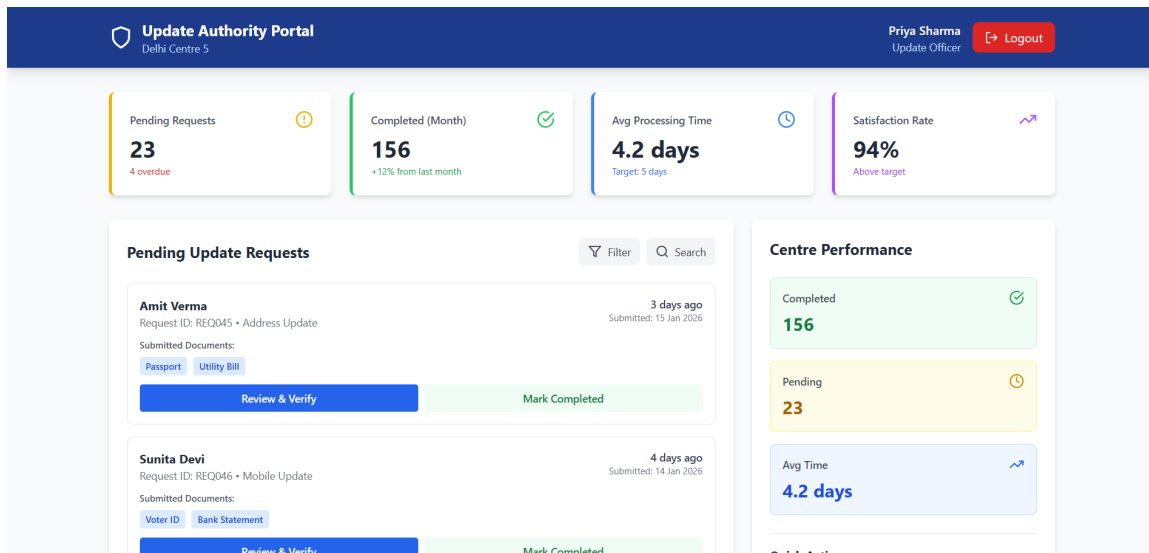 Update Authority Portal
Delhi Centre 5
Priya Sharma
Update Officer
Logout
Pending Requests
23
4 overdue
Completed (Month)
156
+12% from last month
Avg Processing Time
4.2 days
Target: 5 days
Satisfaction Rate
94%
Above target
Pending Update Requests
Filter
Search
Amit Verma
3 days ago
Request ID: REQ045 • Address Update
Submitted: 15 Jan 2026
Submitted Documents:
Passport Utility Bill
Review & Verify
Mark Completed
Sunita Devi
4 days ago
Request ID: REQ046 • Mobile Update
Submitted: 14 Jan 2026
Submitted Documents:
Voter ID Bank Statement
Review & Verify
Mark Completed
Centre Performance
Completed
156
Pending
23
Avg Time
4.2 days